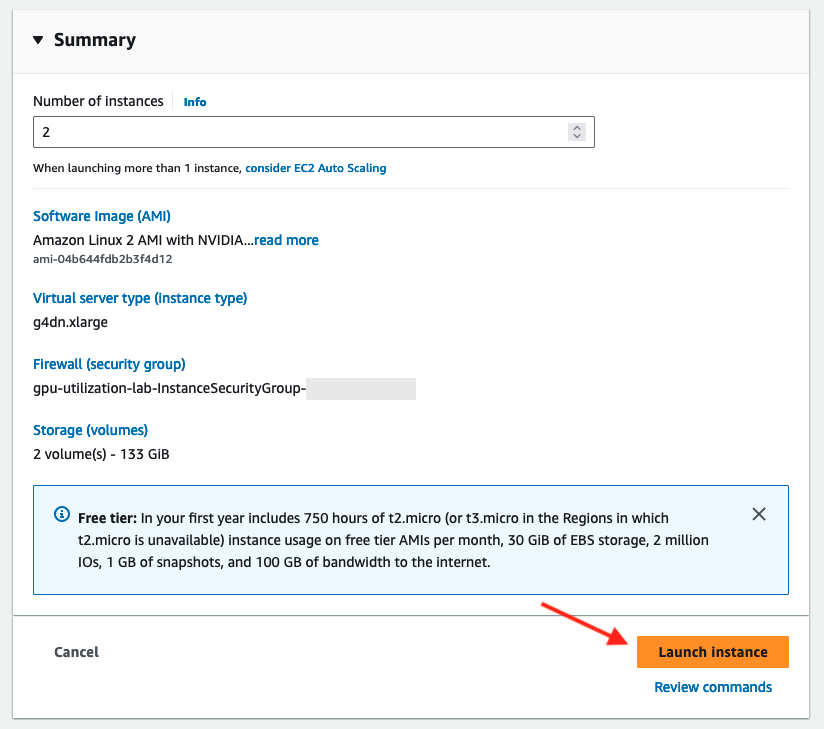 Summary
Number of instances Info
2
When launching more than 1 instance, consider EC2 Auto Scaling
Software Image (AMI)
Amazon Linux 2 AMI with NVIDIA...read more
ami-04b644fdb2b3f4d12
Virtual server type (instance type)
g4dn.xlarge
Firewall (security group)
gpu-utilization-lab-InstanceSecurityGroup-
Storage (volumes)
2 volume(s) - 133 GiB
Free tier: In your first year includes 750 hours of t2.micro (or t3.micro in the Regions in which
t2.micro is unavailable) instance usage on free tier AMIs per month, 30 GiB of EBS storage, 2 million
IOs, 1 GB of snapshots, and 100 GB of bandwidth to the internet.
Cancel
Launch instance
Review commands